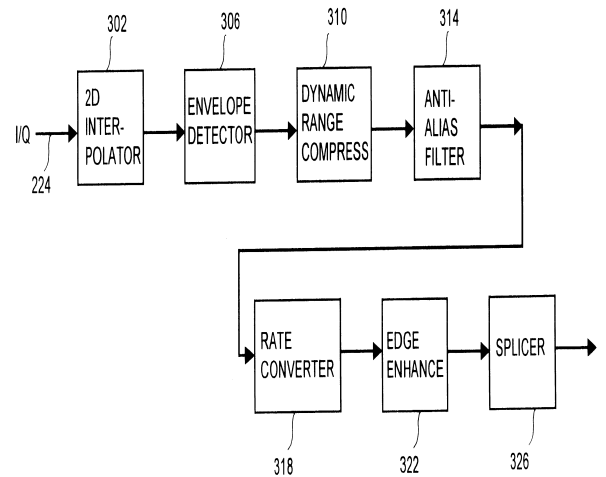 302
306
310
314
I/Q
224
2D
INTER-
POLATOR
ENVELOPE
DETECTOR
DYNAMIC
RANGE
COMPRESS
ANTI-
ALIAS
FILTER
RATE
CONVERTER
EDGE
ENHANCE
SPLICER
318
322
326